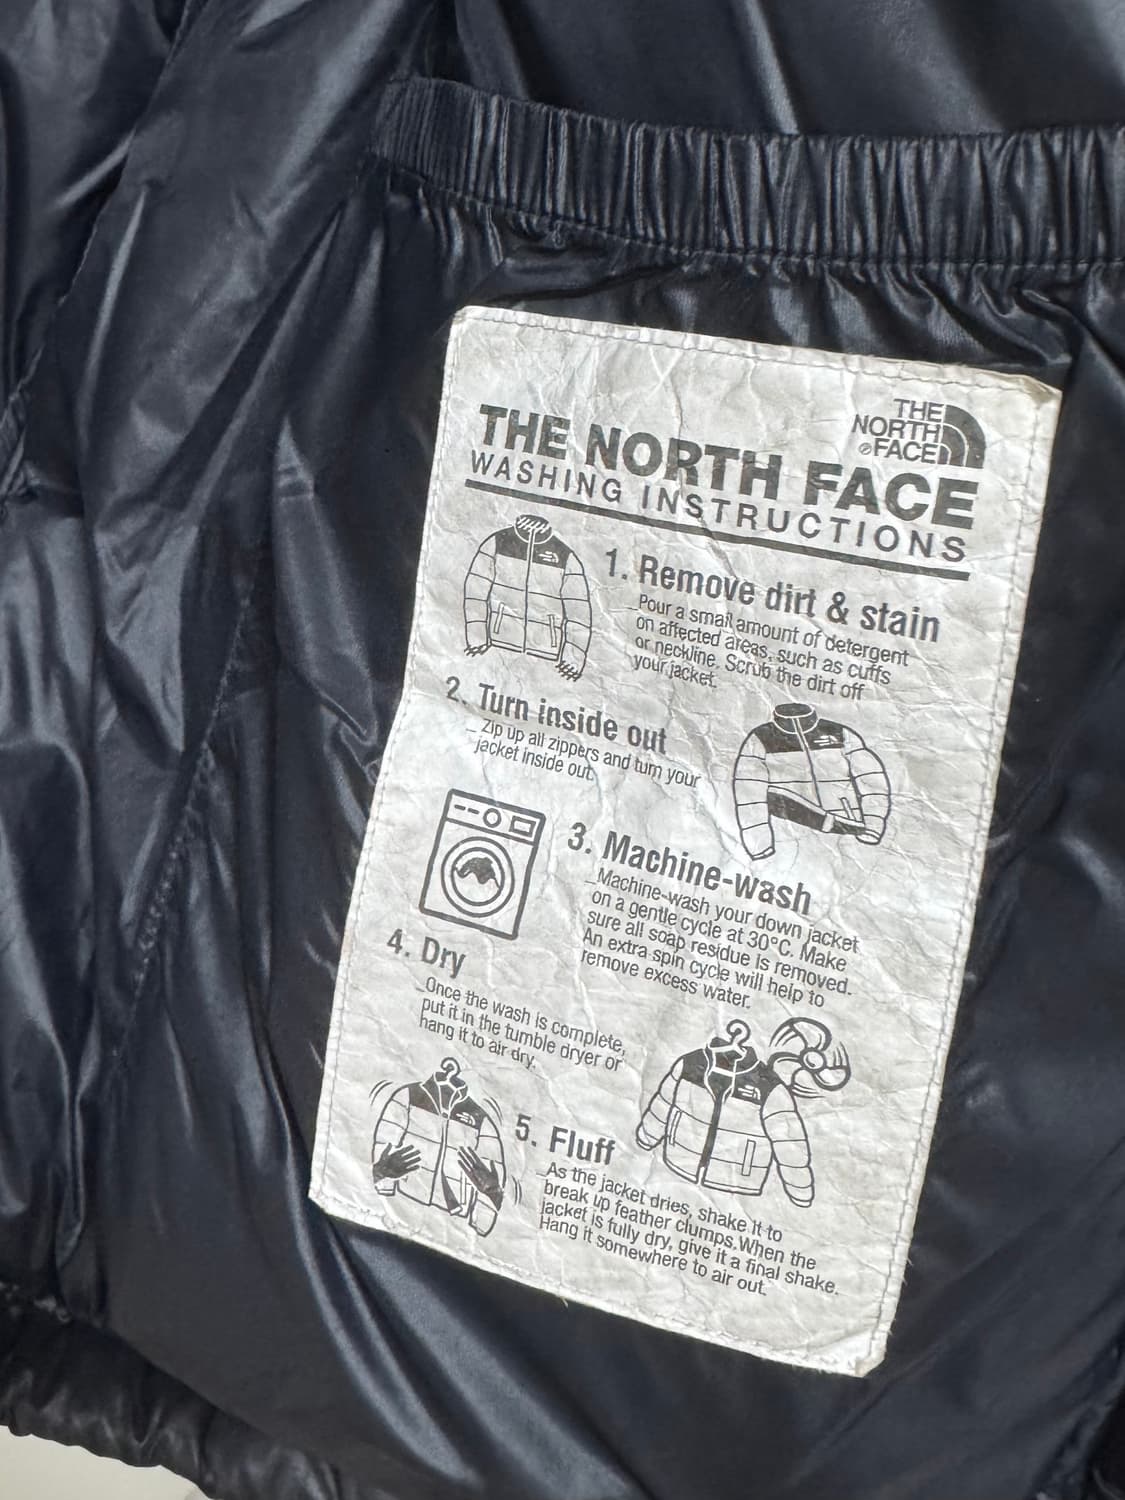 THE
NORTH
FACE
THE NORTH FACE
WASHING INSTRUCTIONS
1. Remove dirt & stain
Pour a small amount of detergent
on affected areas, such as cuffs
or neckline. Scrub the dirt off
your jacket.
2. Turn inside out
Zip up all zippers and turn your
jacket inside out.
3. Machine-wash
Machine-wash your down jacket
on a gentle cycle at 30°C. Make
sure all soap residue is removed.
An extra spin cycle will help to
remove excess water.
4. Dry
Once the wash is complete,
put it in the tumble dryer or
hang it to air dry.
5. Fluff
As the jacket dries, shake it to
break up feather clumps. When the
jacket is fully dry, give it a final shake.
Hang it somewhere to air out.